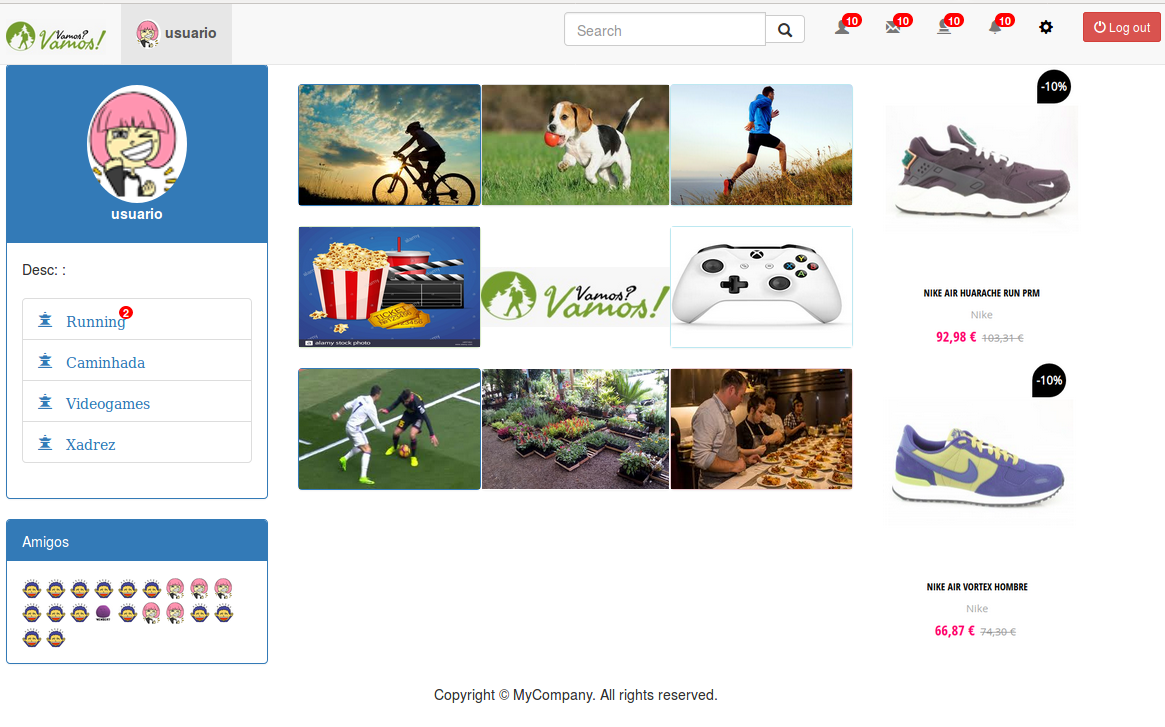 Vamos?
Vamos!
usuario
Search
10
10
10
10
Log out
usuario
Desc: :
Running
2
Caminhada
Videogames
Xadrez
Amigos
TICKET
alamy stock photo
Vamos?
Vamos!
-10%
NIKE AIR HUARACHE RUN PRM
Nike
92,98 € 103,31 €
-10%
NIKE AIR VORTEX HOMBRE
Nike
66,87 € 74,30 €
Copyright © MyCompany. All rights reserved.